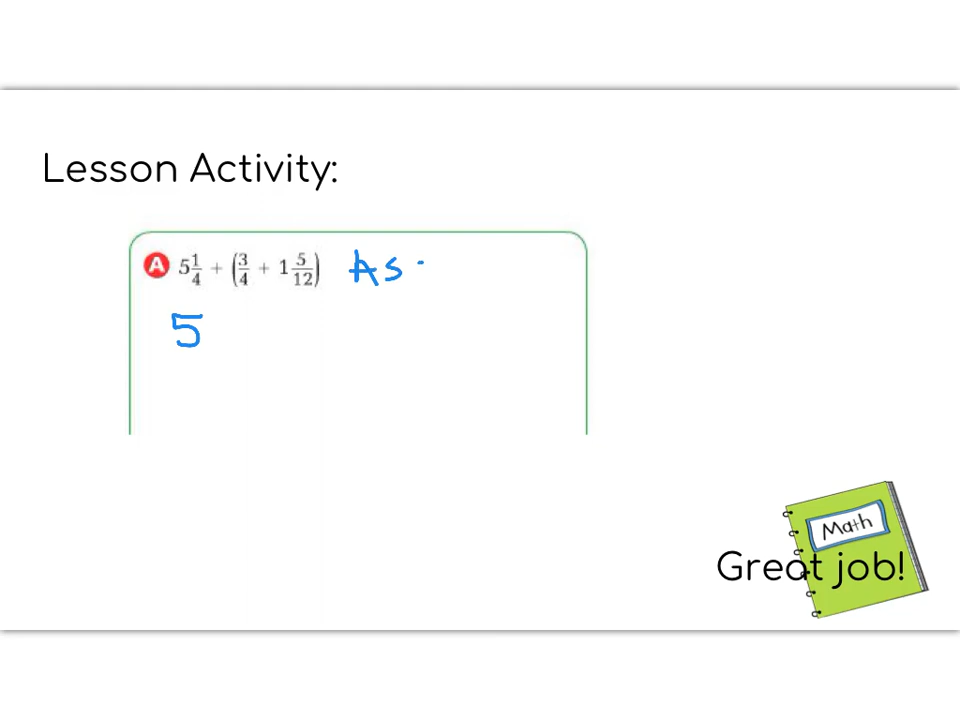 Lesson Activity:
A 5 1/4 + (3/4 + 1 5/12) As
5
Math
Great job!